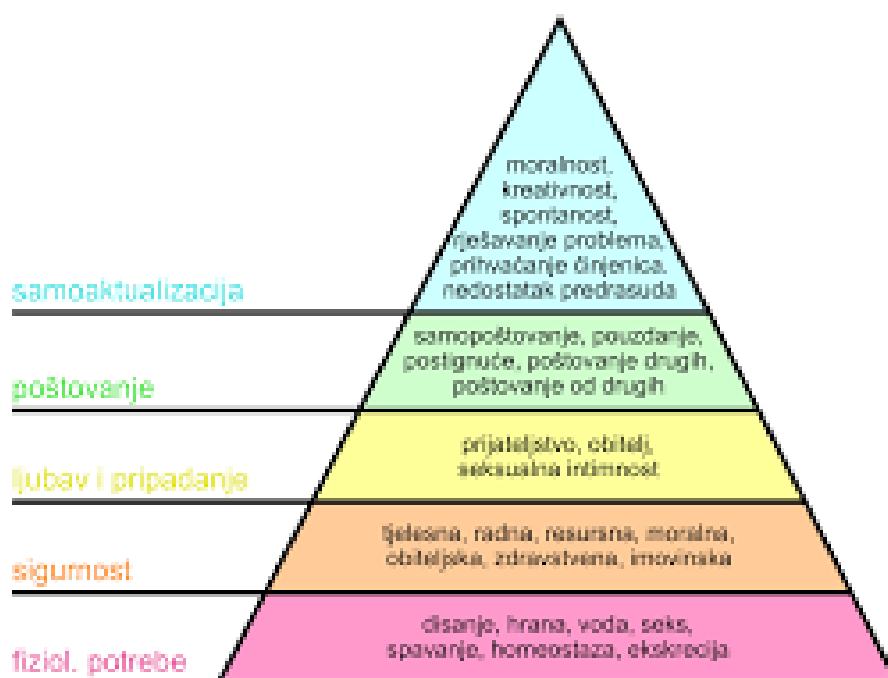 moralnost,
kreativnost,
spontanost,
rješavanje problema,
prihvaćanje činjenica,
nedostatak predrasuda
samoaktualizacija
samopoštovanje, pouzdanje,
postignuće, poštovanje drugih,
poštovanje od drugih
poštovanje
prijateljstvo, obitelj,
seksualna intimnost
ljubav i pripadanje
tjelesna, radna, resursna, moralna,
obiteljska, zdravstvena, imovinska
sigurnost
disanje, hrana, voda, seks,
spavanje, homeostaza, ekskrecija
fiziol. potrebe